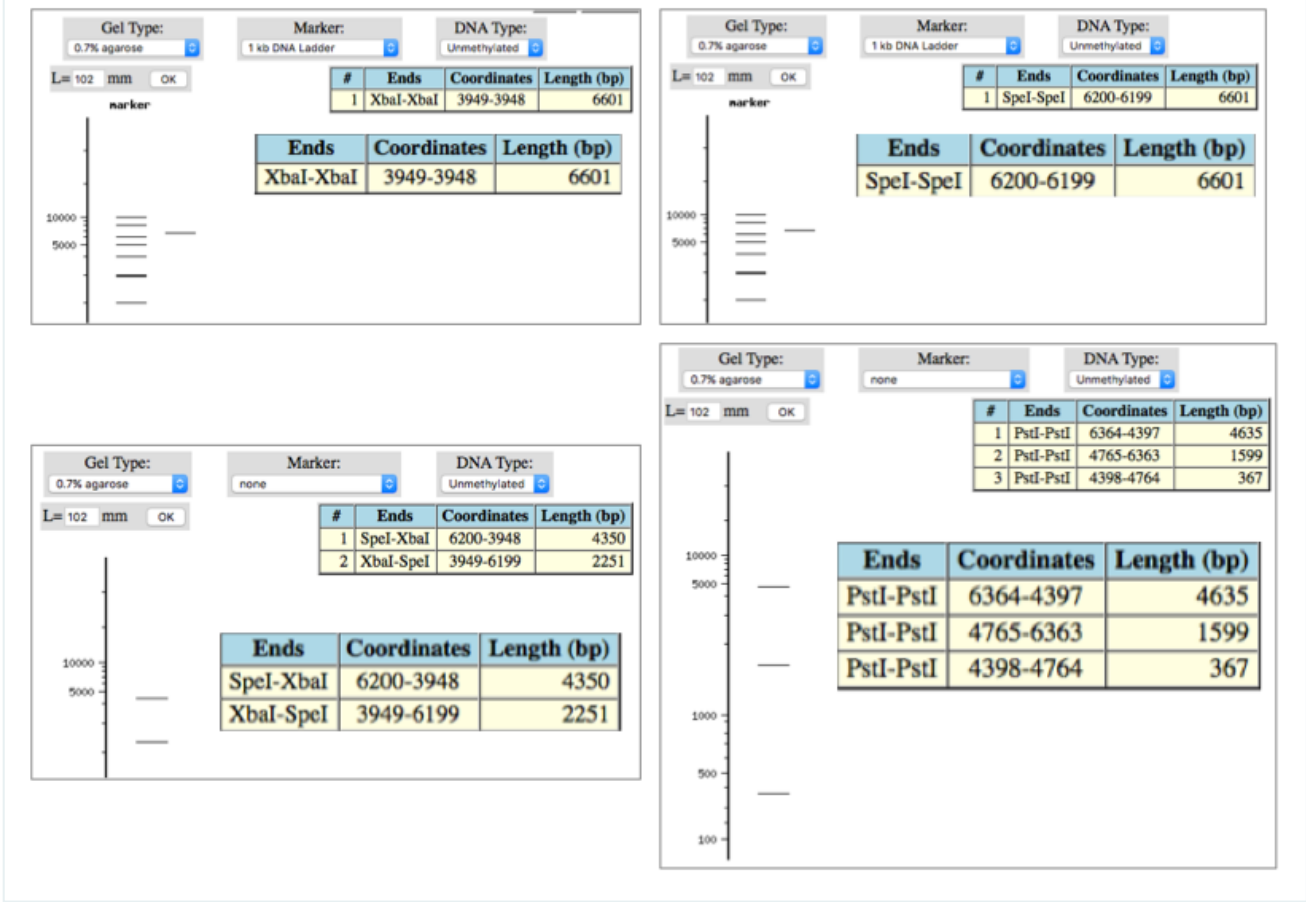 Gel Type: Marker: DNA Type:
0.7% agarose 1 kb DNA Ladder Unmethylated
L= 102 mm OK
# Ends Coordinates Length (bp)
1 XbaI-XbaI 3949-3948 6601
marker
Ends Coordinates Length (bp)
XbaI-XbaI 3949-3948 6601
10000
5000
Gel Type: Marker: DNA Type:
0.7% agarose 1 kb DNA Ladder Unmethylated
L= 102 mm OK
# Ends Coordinates Length (bp)
1 SpeI-SpeI 6200-6199 6601
marker
Ends Coordinates Length (bp)
SpeI-SpeI 6200-6199 6601
10000
5000
Gel Type: Marker: DNA Type:
0.7% agarose none Unmethylated
L= 102 mm OK
# Ends Coordinates Length (bp)
1 SpeI-XbaI 6200-3948 4350
2 XbaI-SpeI 3949-6199 2251
Ends Coordinates Length (bp)
SpeI-XbaI 6200-3948 4350
XbaI-SpeI 3949-6199 2251
10000
5000
Gel Type: Marker: DNA Type:
0.7% agarose none Unmethylated
L= 102 mm OK
# Ends Coordinates Length (bp)
1 PstI-PstI 6364-4397 4635
2 PstI-PstI 4765-6363 1599
3 PstI-PstI 4398-4764 367
Ends Coordinates Length (bp)
PstI-PstI 6364-4397 4635
PstI-PstI 4765-6363 1599
PstI-PstI 4398-4764 367
10000
5000
1000
500
100